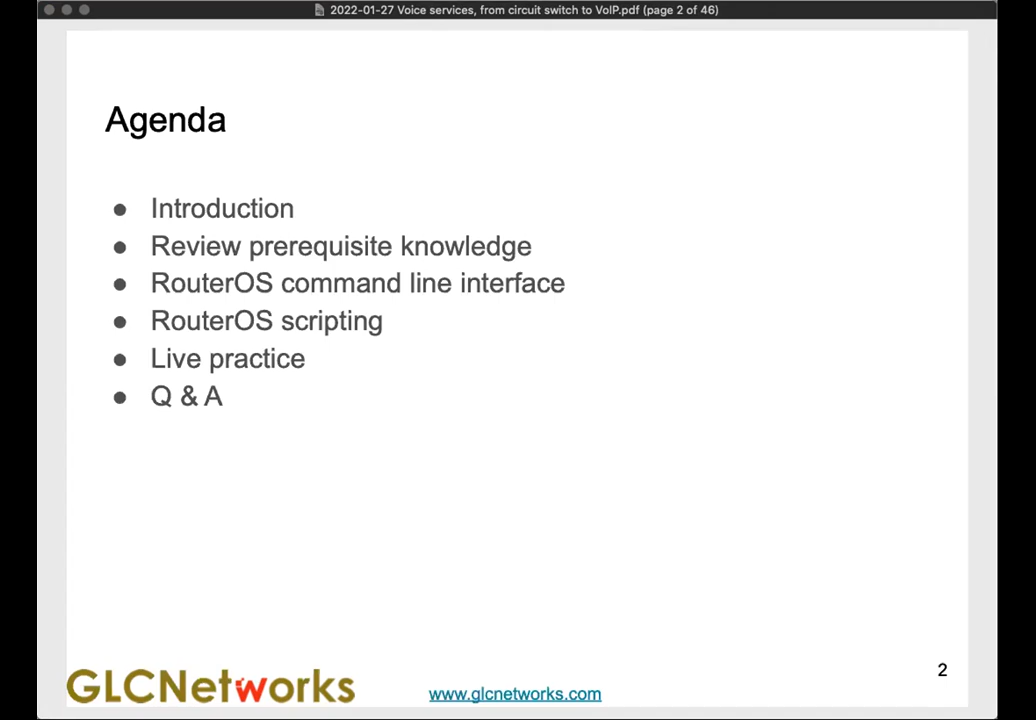 2022-01-27 Voice services, from circuit switch to VoIP.pdf (page 2 of 46)
Agenda
● Introduction
● Review prerequisite knowledge
● RouterOS command line interface
● RouterOS scripting
● Live practice
● Q & A
GLCNetworks
www.glcnetworks.com
2